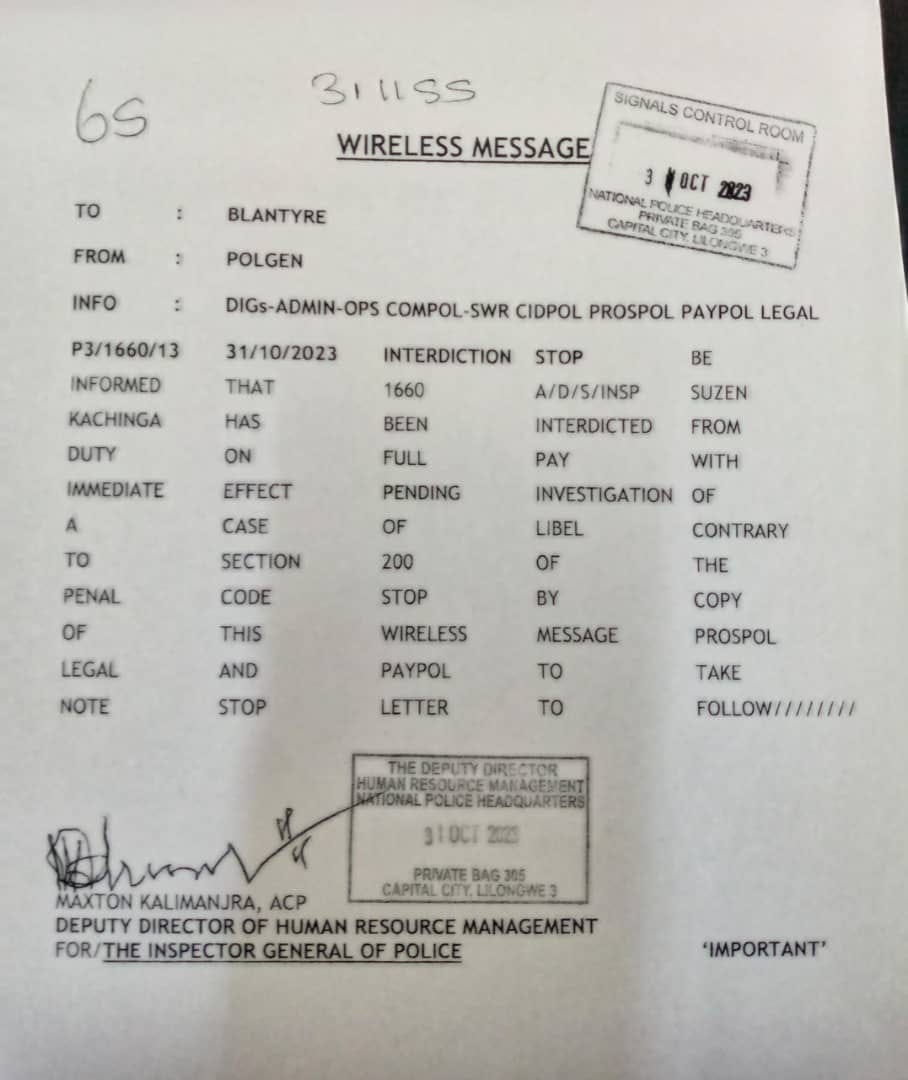 6S
311155
WIRELESS MESSAGE
SIGNALS CONTROL ROOM
3 OCT 2023
NATIONAL POLICE HEADQUARTERS
PRIVATE BAG 305
CAPITAL CITY, LILONGWE 3
TO : BLANTYRE
FROM : POLGEN
INFO : DIGs-ADMIN-OPS COMPOL-SWR CIDPOL PROSPOL PAYPOL LEGAL
P3/1660/13 31/10/2023 INTERDICTION STOP BE
INFORMED THAT 1660 A/D/S/INSP SUZEN
KACHINGA HAS BEEN INTERDICTED FROM
DUTY ON FULL PAY WITH
IMMEDIATE EFFECT PENDING INVESTIGATION OF
A CASE OF LIBEL CONTRARY
TO SECTION 200 OF THE
PENAL CODE STOP BY COPY
OF THIS WIRELESS MESSAGE PROSPOL
LEGAL AND PAYPOL TO TAKE
NOTE STOP LETTER TO FOLLOW/////////
THE DEPUTY DIRECTOR
HUMAN RESOURCE MANAGEMENT
NATIONAL POLICE HEADQUARTERS
31 OCT 2023
PRIVATE BAG 305
CAPITAL CITY, LILONGWE 3
MAXTON KALIMANJRA, ACP
DEPUTY DIRECTOR OF HUMAN RESOURCE MANAGEMENT
FOR/THE INSPECTOR GENERAL OF POLICE
‘IMPORTANT’